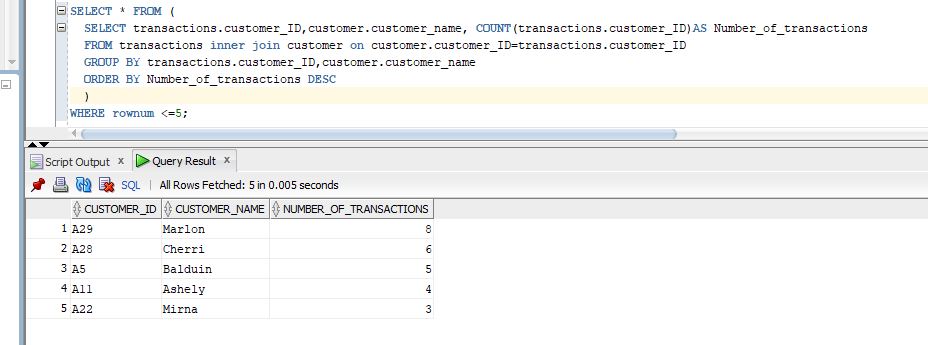 SELECT * FROM (
SELECT transactions.customer_ID,customer.customer_name, COUNT(transactions.customer_ID)AS Number_of_transactions
FROM transactions inner join customer on customer.customer_ID=transactions.customer_ID
GROUP BY transactions.customer_ID,customer.customer_name
ORDER BY Number_of_transactions DESC
)
WHERE rownum <=5;
Script Output x Query Result x
SQL | All Rows Fetched: 5 in 0.005 seconds
CUSTOMER_ID CUSTOMER_NAME NUMBER_OF_TRANSACTIONS
1 A29 Marlon 8
2 A28 Cherri 6
3 A5 Balduin 5
4 A11 Ashely 4
5 A22 Mirna 3